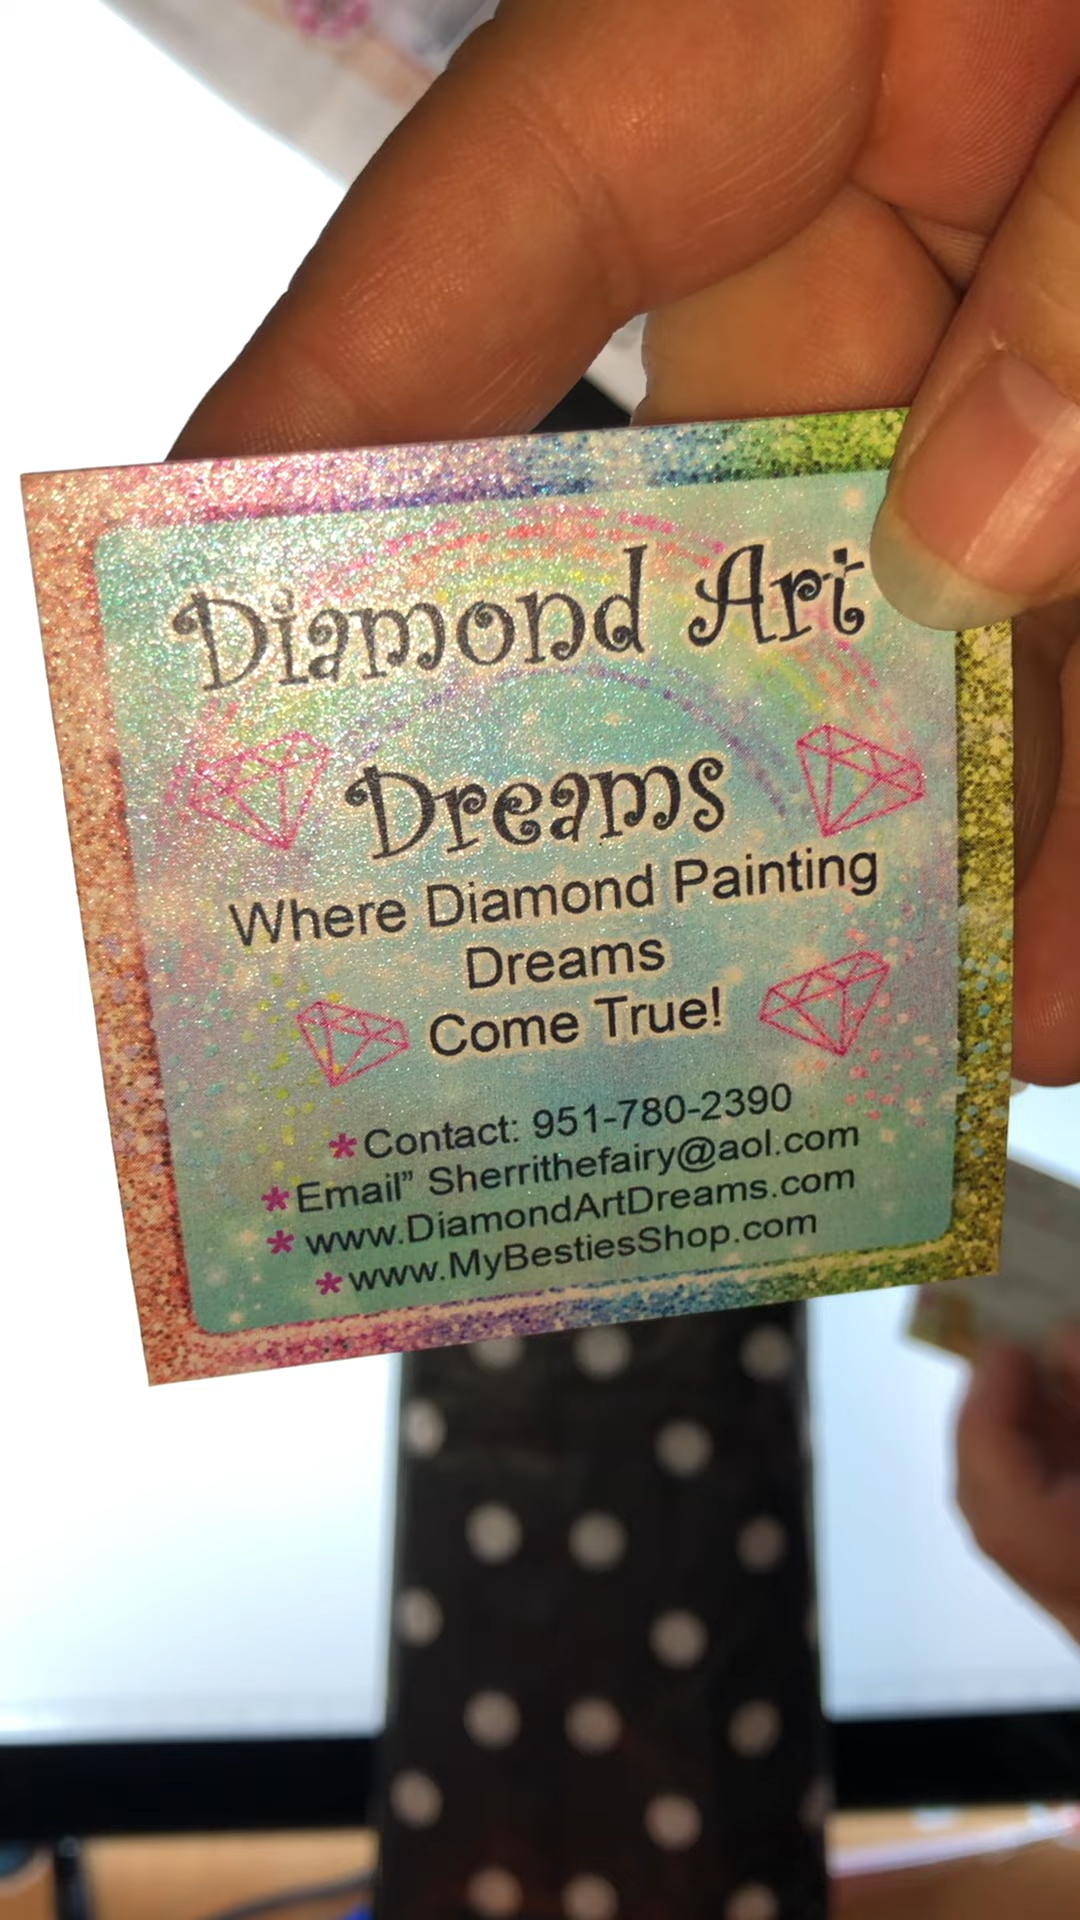 Diamond Art
Dreams
Where Diamond Painting
Dreams
Come True!
*Contact: 951-780-2390
*Email” Sherrithefairy@aol.com
* www.DiamondArtDreams.com
*www.MyBestiesShop.com